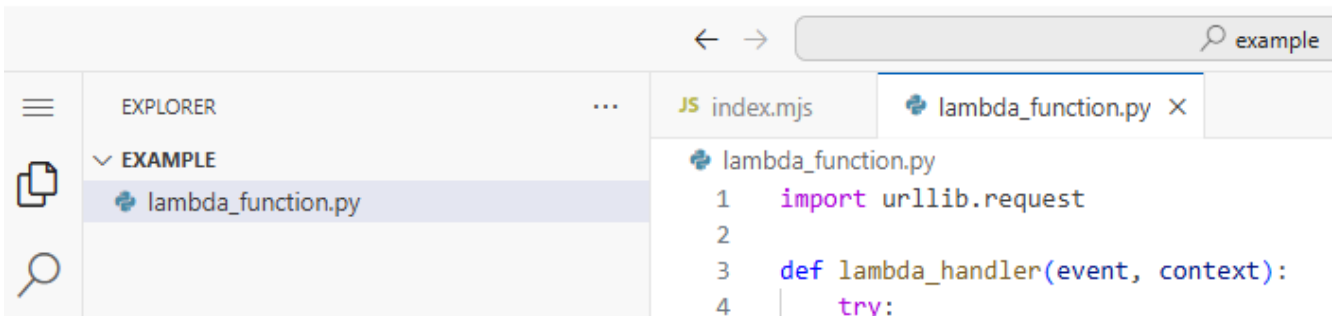 example
EXPLORER
EXAMPLE
lambda_function.py
JS index.mjs
lambda_function.py
lambda_function.py
1 import urllib.request
2
3 def lambda_handler(event, context):
4 try: